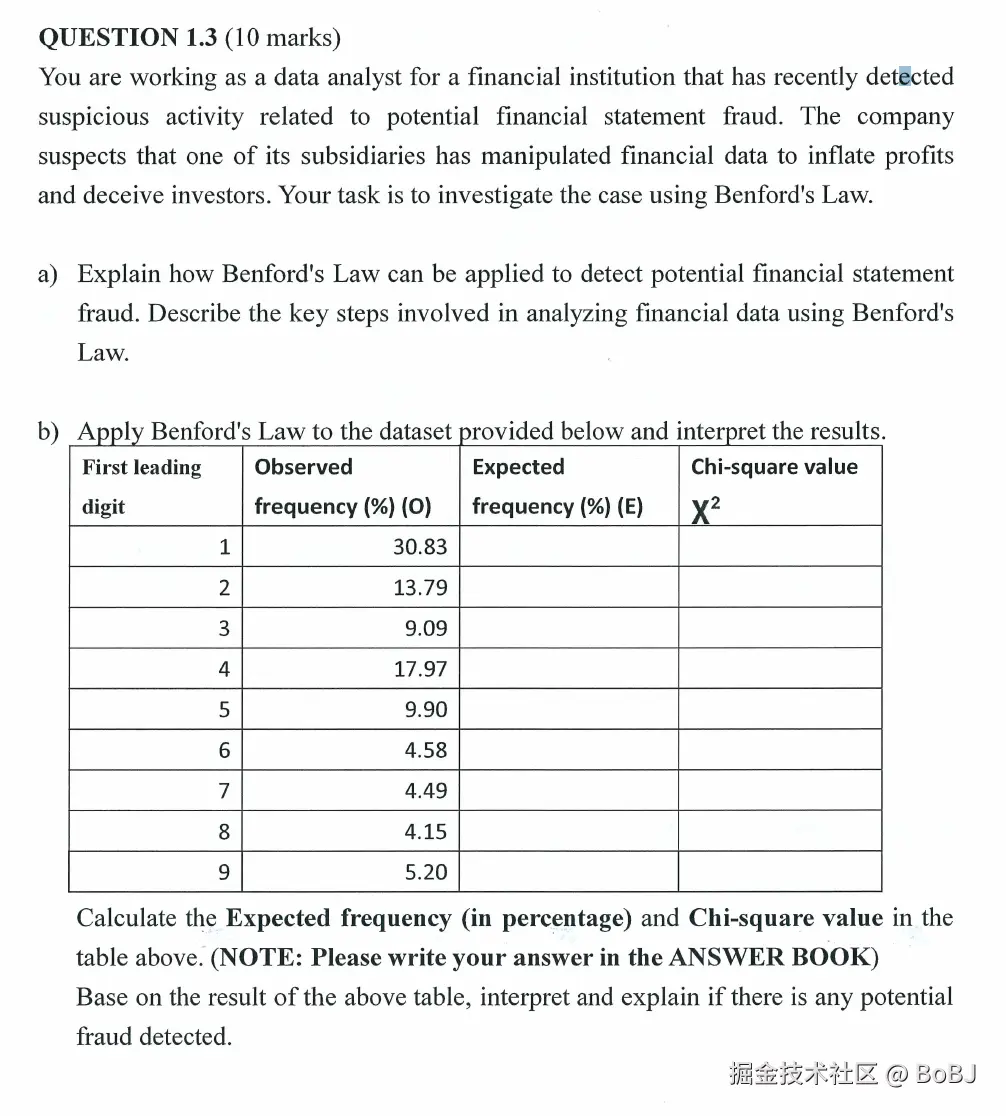 QUESTION 1.3 (10 marks)
You are working as a data analyst for a financial institution that has recently detected
suspicious activity related to potential financial statement fraud. The company
suspects that one of its subsidiaries has manipulated financial data to inflate profits
and deceive investors. Your task is to investigate the case using Benford's Law.
a) Explain how Benford's Law can be applied to detect potential financial statement
fraud. Describe the key steps involved in analyzing financial data using Benford's
Law.
b) Apply Benford's Law to the dataset provided below and interpret the results.
First leading Observed Expected Chi-square value
digit frequency (%) (O) frequency (%) (E) X²
1 30.83
2 13.79
3 9.09
4 17.97
5 9.90
6 4.58
7 4.49
8 4.15
9 5.20
Calculate the Expected frequency (in percentage) and Chi-square value in the
table above. (NOTE: Please write your answer in the ANSWER BOOK)
Base on the result of the above table, interpret and explain if there is any potential
fraud detected.
掘金技术社区 @ BoBJ